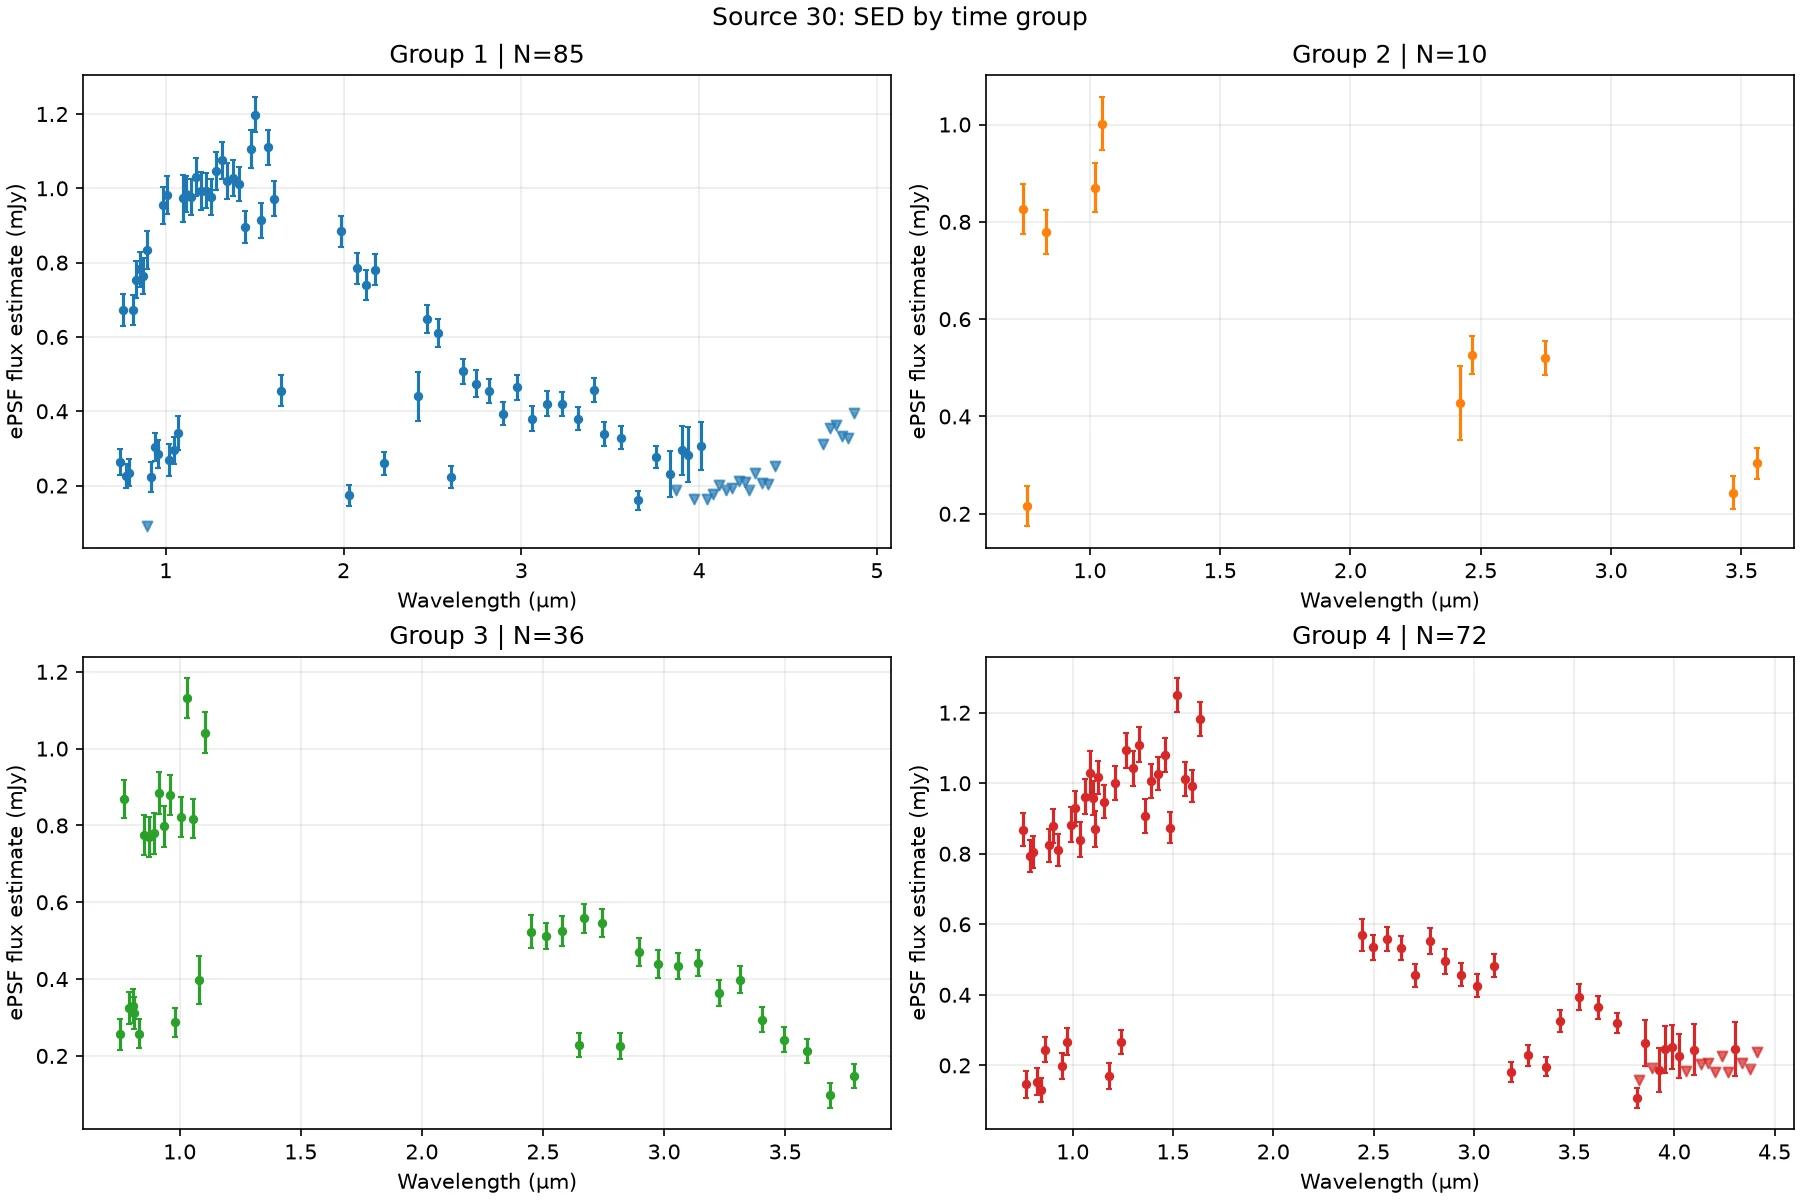 Source 30: SED by time group
Group 1 | N=85
ePSF flux estimate (mJy)
1.2
1.0
0.8
0.6
0.4
0.2
1 2 3 4 5
Wavelength (μm)
Group 2 | N=10
ePSF flux estimate (mJy)
1.0
0.8
0.6
0.4
0.2
1.0 1.5 2.0 2.5 3.0 3.5
Wavelength (μm)
Group 3 | N=36
ePSF flux estimate (mJy)
1.2
1.0
0.8
0.6
0.4
0.2
1.0 1.5 2.0 2.5 3.0 3.5
Wavelength (μm)
Group 4 | N=72
ePSF flux estimate (mJy)
1.2
1.0
0.8
0.6
0.4
0.2
1.0 1.5 2.0 2.5 3.0 3.5 4.0 4.5
Wavelength (μm)